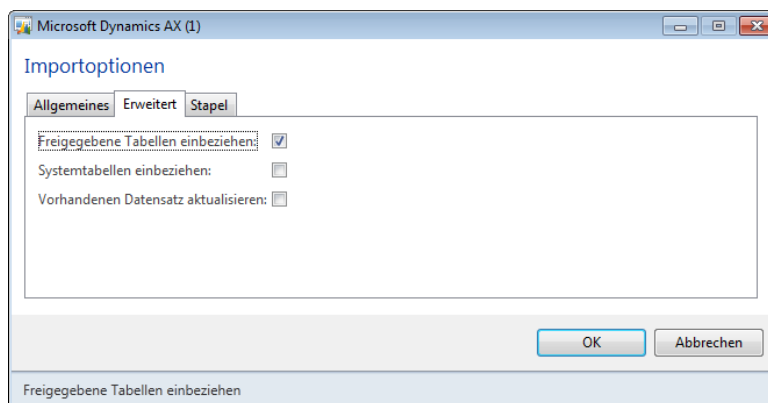 Microsoft Dynamics AX (1)
Importoptionen
Allgemeines Erweitert Stapel
Freigegebene Tabellen einbeziehen:
Systemtabellen einbeziehen:
Vorhandenen Datensatz aktualisieren:
OK Abbrechen
Freigegebene Tabellen einbeziehen